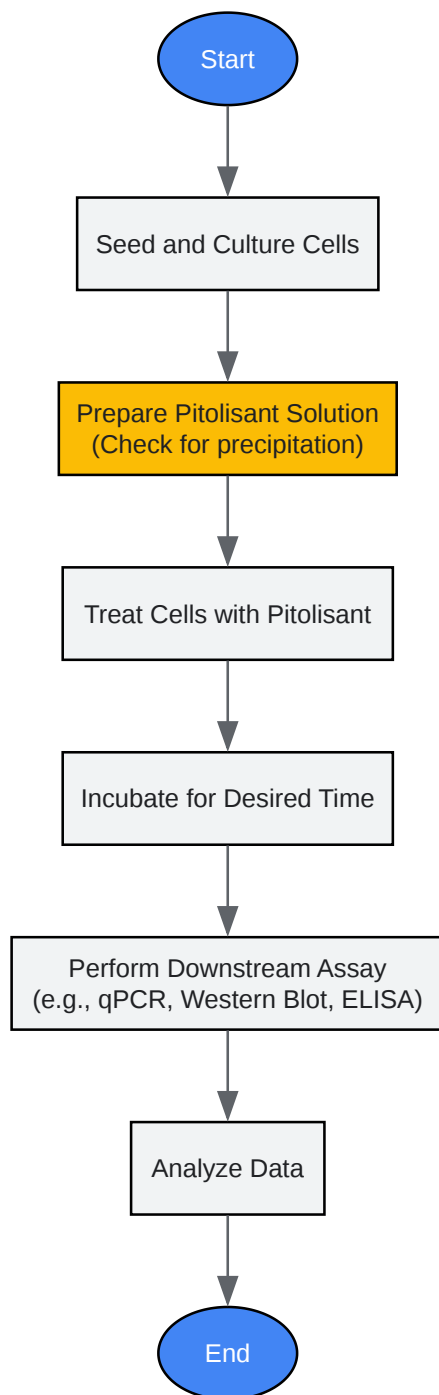 Start
Seed and Culture Cells
Prepare Pitolisant Solution
(Check for precipitation)
Treat Cells with Pitolisant
Incubate for Desired Time
Perform Downstream Assay
(e.g., qPCR, Western Blot, ELISA)
Analyze Data
End